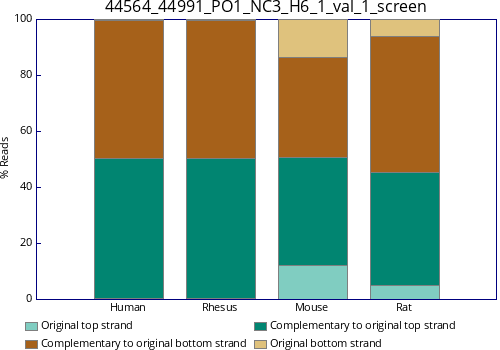 44564_44991_PO1_NC3_H6_1_val_1_screen
100
80
60
40
20
0
% Reads
Human Rhesus Mouse Rat
Original top strand Complementary to original top strand
Complementary to original bottom strand Original bottom strand